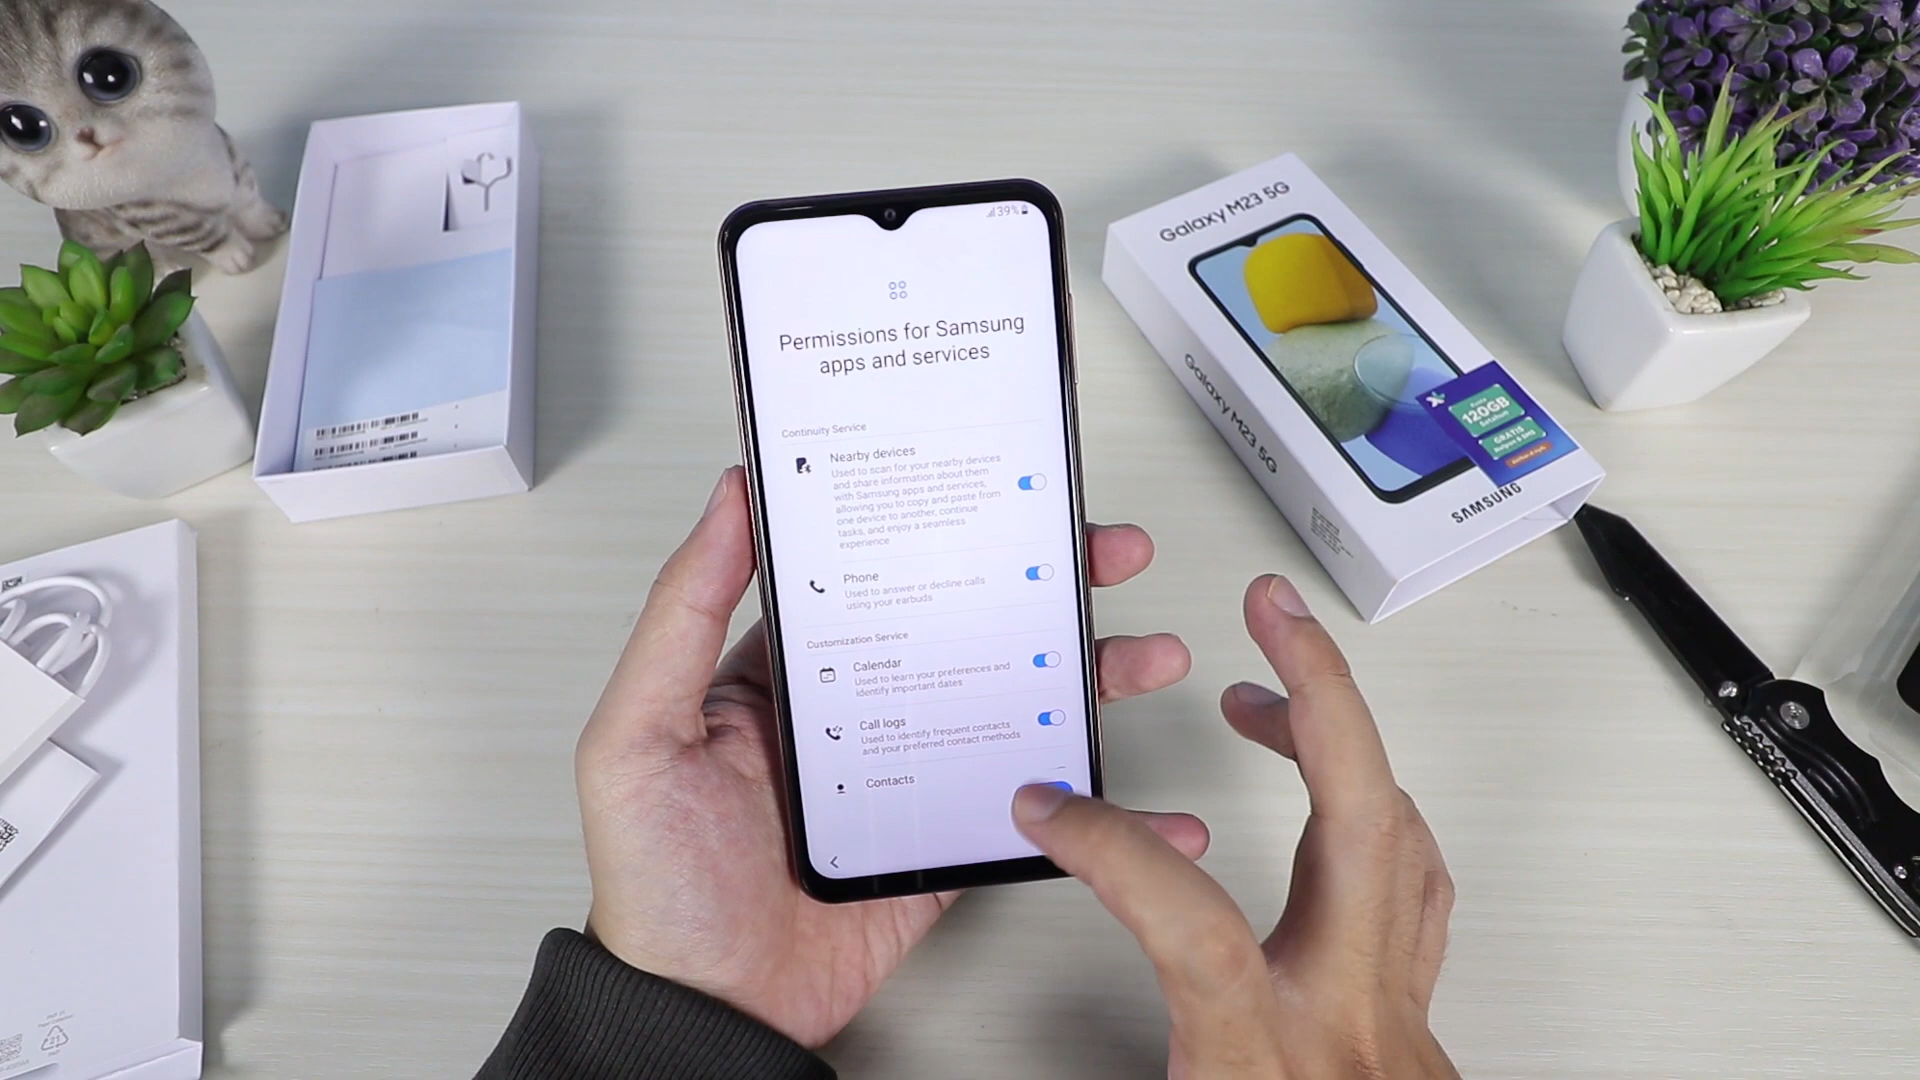 39%
Permissions for Samsung
apps and services
Continuity Service
Nearby devices
Used to scan for your nearby devices
and share information about them
with Samsung apps and services,
allowing you to copy and paste from
one device to another, continue
tasks, and enjoy a seamless
experience
Phone
Used to answer or decline calls
using your earbuds
Customization Service
Calendar
Used to learn your preferences and
identify important dates
Call logs
Used to identify frequent contacts
and your preferred contact methods
Contacts
Galaxy M23 5G
Galaxy M23 5G
XL
120GB
Setahun
GRATIS
SAMSUNG
21
PAP